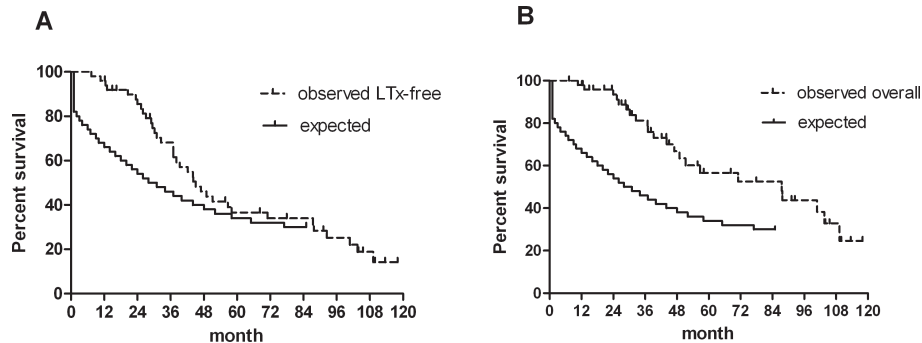 A
Percent survival
100
80
60
40
20
0
0 12 24 36 48 60 72 84 96 108 120
month
observed LTx-free
expected
B
Percent survival
100
80
60
40
20
0
0 12 24 36 48 60 72 84 96 108 120
month
observed overall
expected